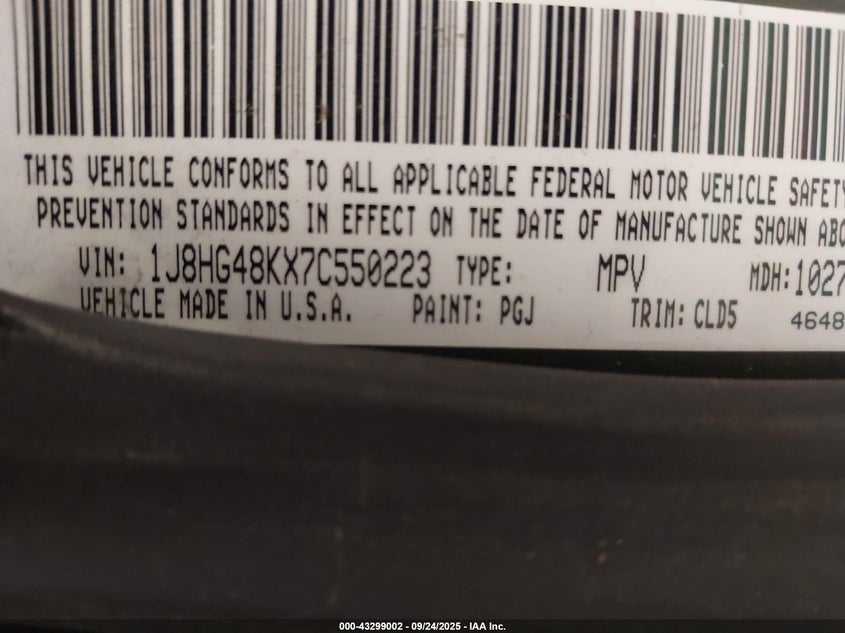 THIS VEHICLE CONFORMS TO ALL APPLICABLE FEDERAL MOTOR VEHICLE SAFETY
PREVENTION STANDARDS IN EFFECT ON THE DATE OF MANUFACTURE SHOWN ABO
VIN: 1J8HG48KX7C550223 TYPE: MPV MDH: 1027
VEHICLE MADE IN U.S.A. PAINT: PGJ TRIM: CLD5 4648
000-43299002 - 09/24/2025 - IAA Inc.